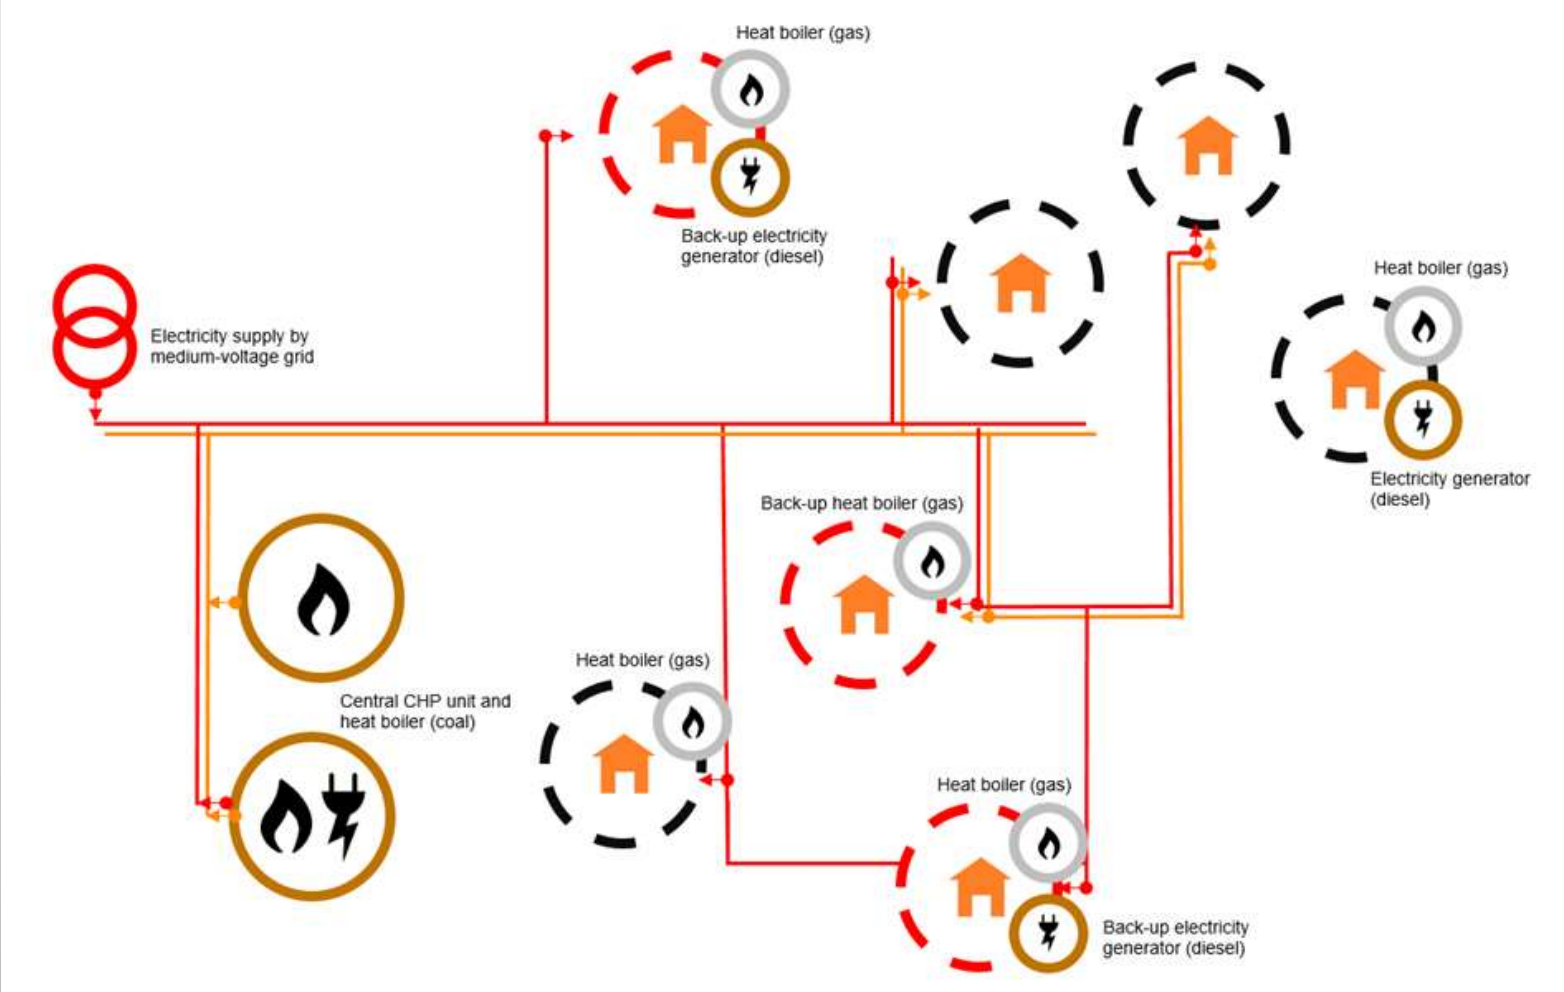 Heat boiler (gas)
Back-up electricity
generator (diesel)
Heat boiler (gas)
Electricity supply by
medium-voltage grid
Electricity generator
(diesel)
Back-up heat boiler (gas)
Heat boiler (gas)
Central CHP unit and
heat boiler (coal)
Heat boiler (gas)
Back-up electricity
generator (diesel)